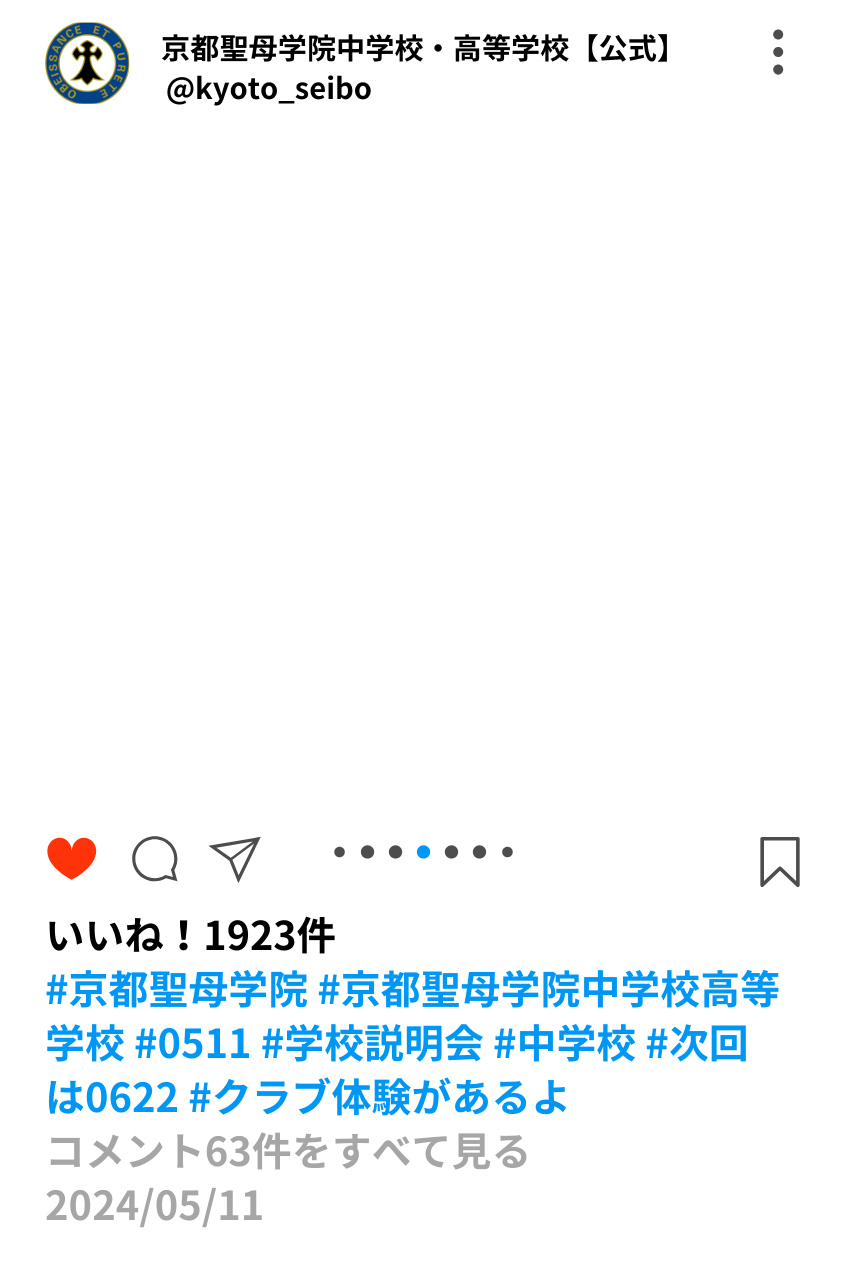 OBEISSANCE ET PURETE
京都聖母学院中学校・高等学校【公式】
@kyoto_seibo
いいね！1923件
#京都聖母学院 #京都聖母学院中学校高等
学校 #0511 #学校説明会 #中学校 #次回
は0622 #クラブ体験があるよ
コメント63件をすべて見る
2024/05/11